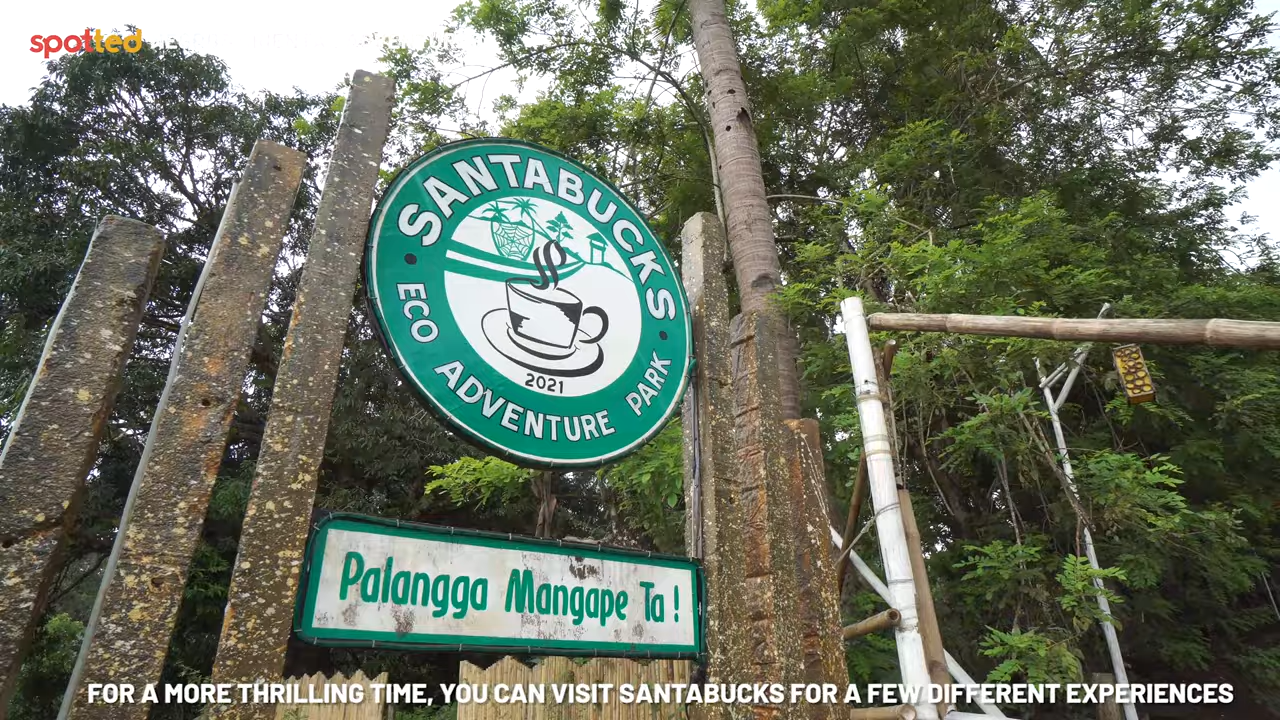 spotted
SANTABUCKS
2021
ECO ADVENTURE PARK
Palangga Mangape Ta !
FOR A MORE THRILLING TIME, YOU CAN VISIT SANTABUCKS FOR A FEW DIFFERENT EXPERIENCES